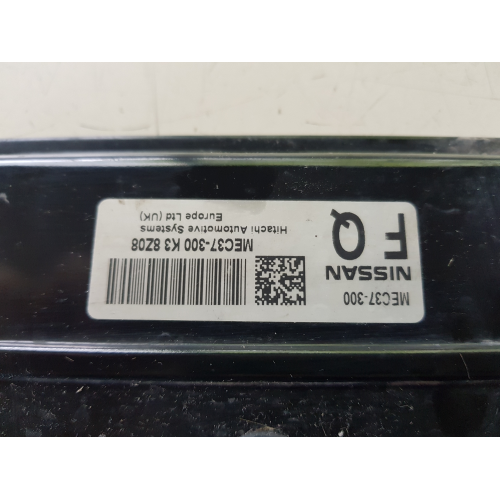 MEC37-300
NISSAN
FQ
MEC37-300 K3 8Z08
Hitachi Automotive Systems
Europe Ltd (UK)